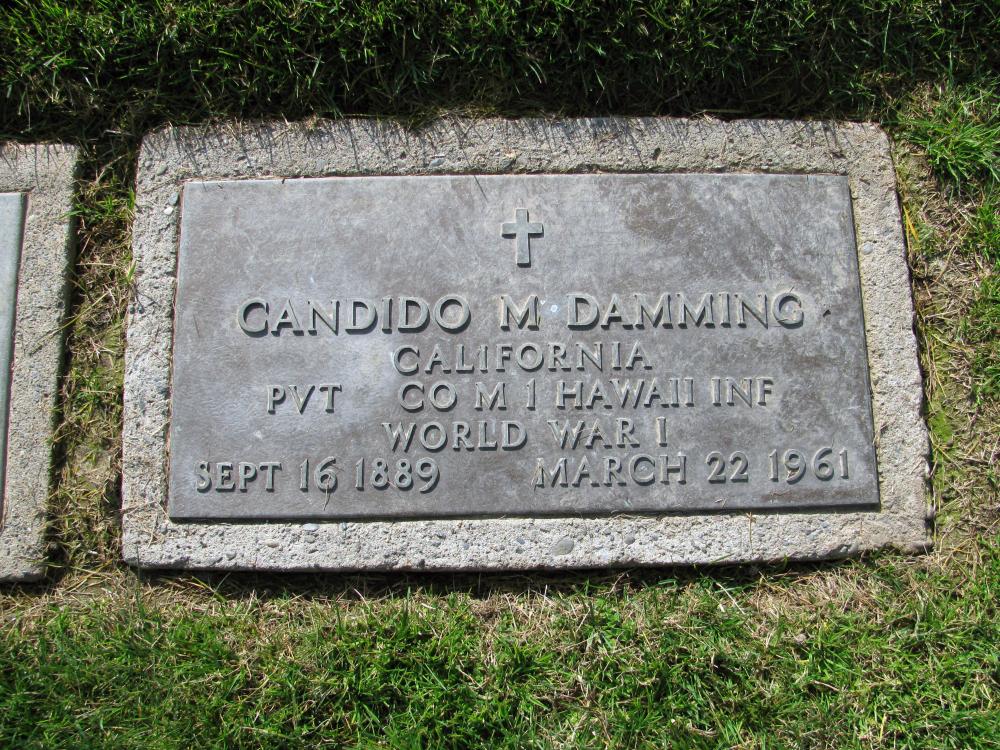 CANDIDO M DAMMING
CALIFORNIA
PVT CO M 1 HAWAII INF
WORLD WAR I
SEPT 16 1889 MARCH 22 1961